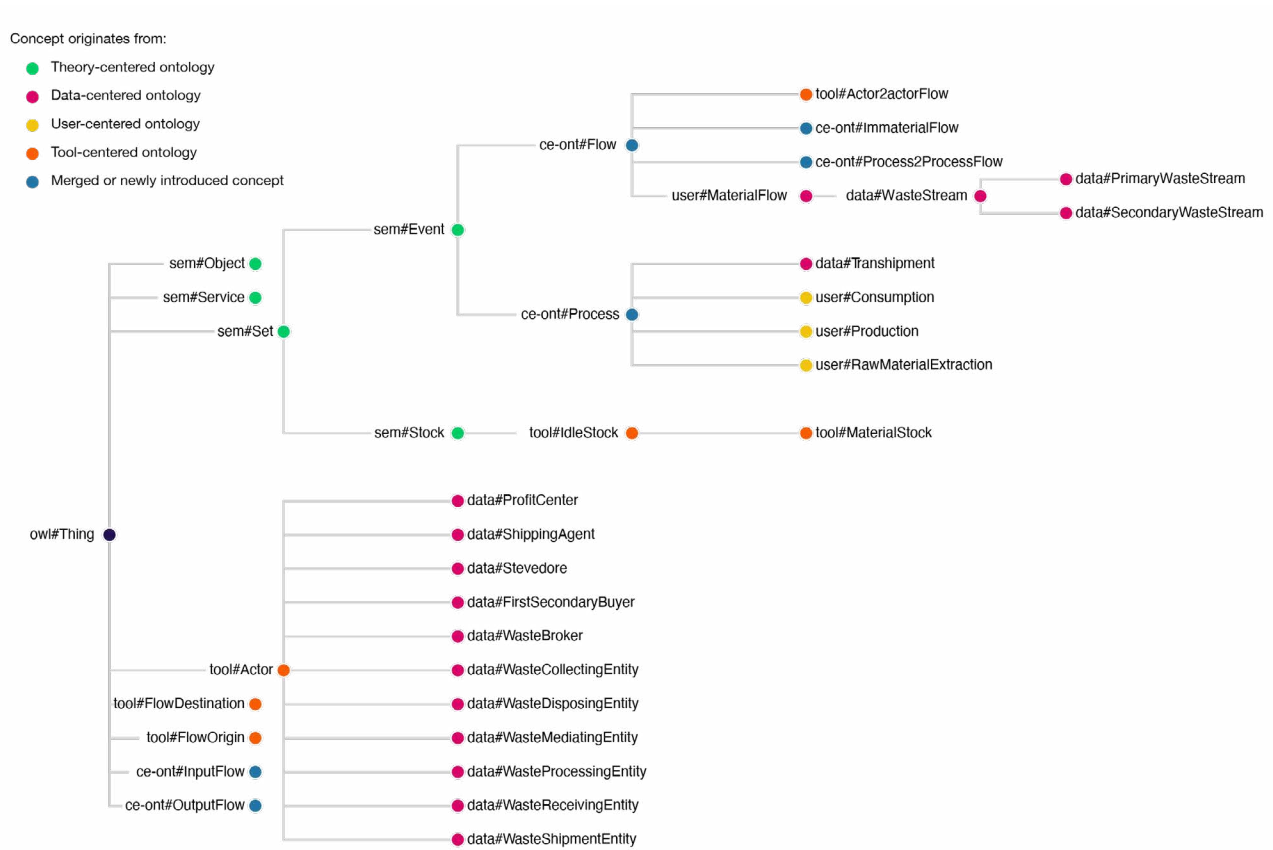 Concept originates from:
Theory-centered ontology
Data-centered ontology
User-centered ontology
Tool-centered ontology
Merged or newly introduced concept
tool#Actor2actorFlow
ce-ont#ImmaterialFlow
ce-ont#Flow
ce-ont#Process2ProcessFlow
data#PrimaryWasteStream
user#MaterialFlow
data#WasteStream
data#SecondaryWasteStream
sem#Event
sem#Object
data#Transhipment
sem#Service
user#Consumption
ce-ont#Process
sem#Set
user#Production
user#RawMaterialExtraction
sem#Stock
tool#IdleStock
tool#MaterialStock
data#ProfitCenter
owl#Thing
data#ShippingAgent
data#Stevedore
data#FirstSecondaryBuyer
data#WasteBroker
tool#Actor
data#WasteCollectingEntity
tool#FlowDestination
data#WasteDisposingEntity
tool#FlowOrigin
data#WasteMediatingEntity
ce-ont#InputFlow
data#WasteProcessingEntity
ce-ont#OutputFlow
data#WasteReceivingEntity
data#WasteShipmentEntity